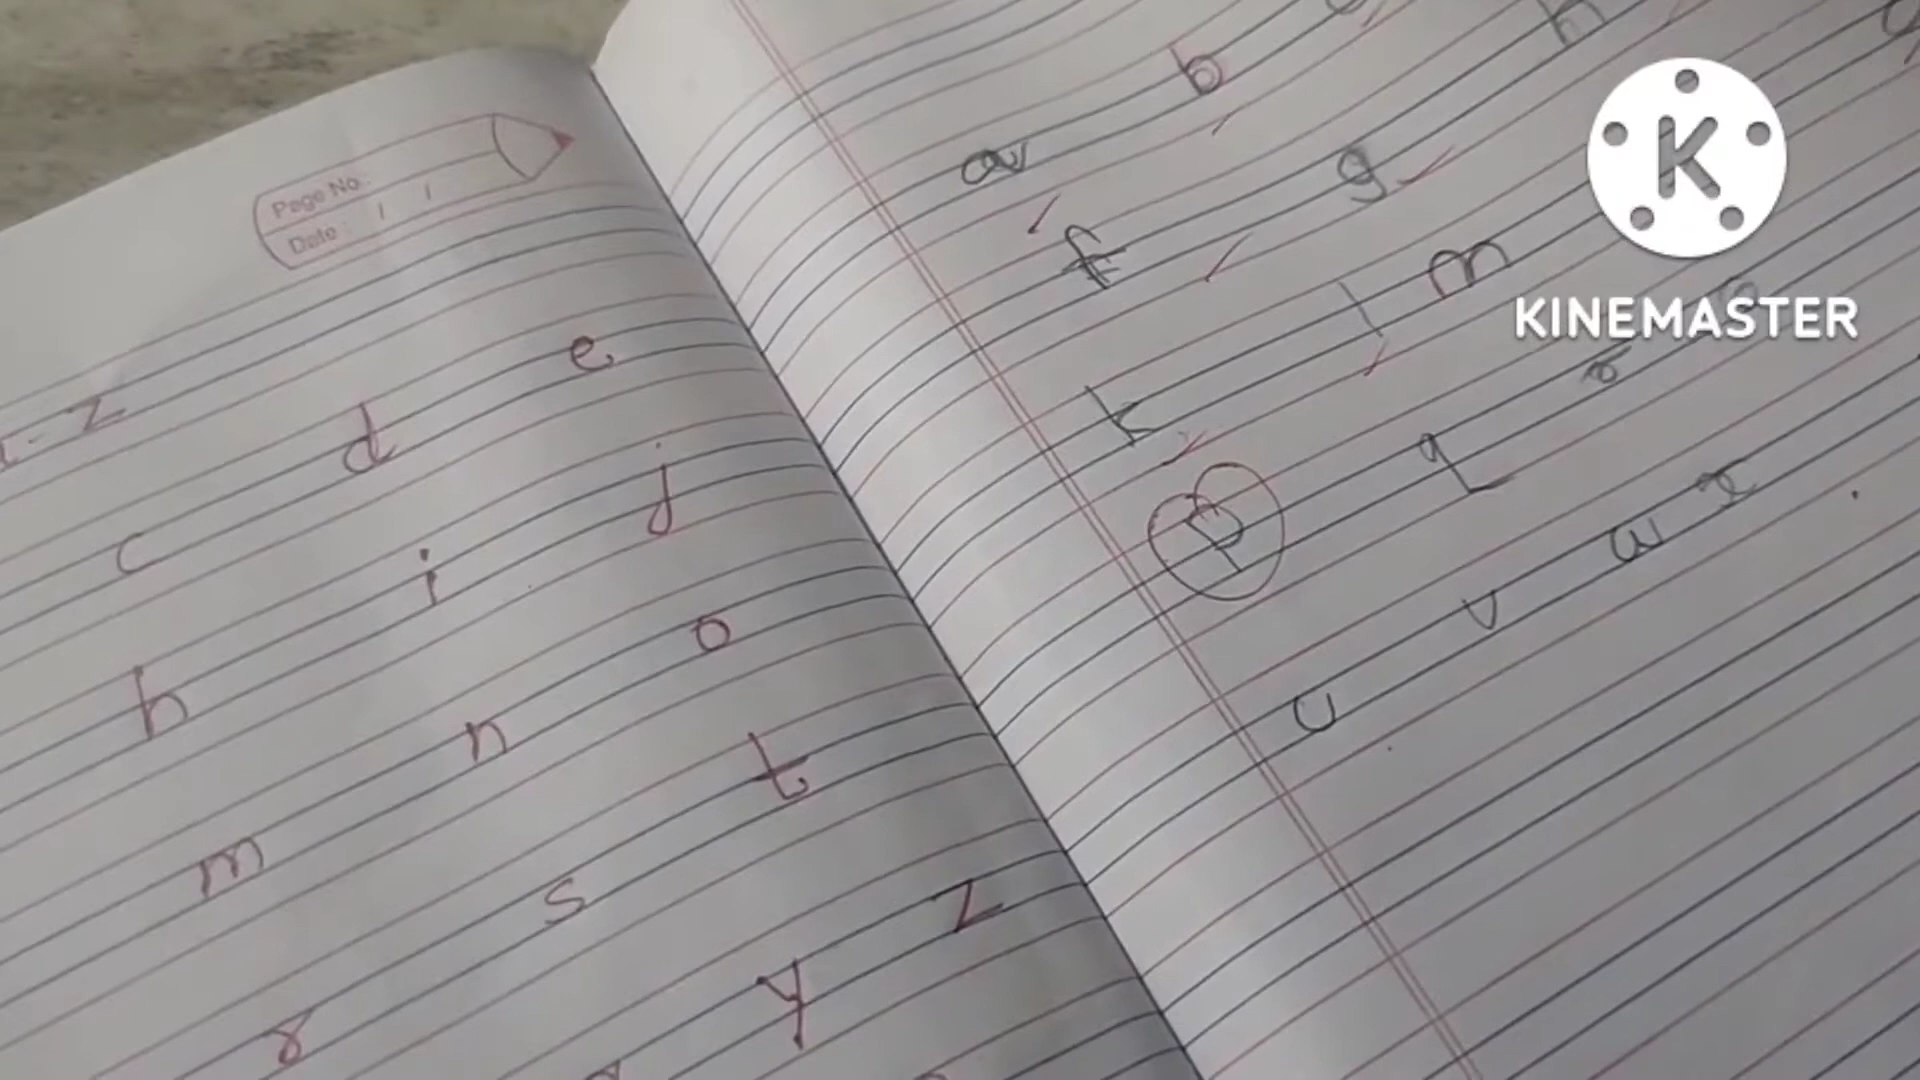 Page No.
Date :
- z
c d e
h i j
m n o
r s t
y z
a b
f g h
k l m
p q r s
u v w x
KINEMASTER